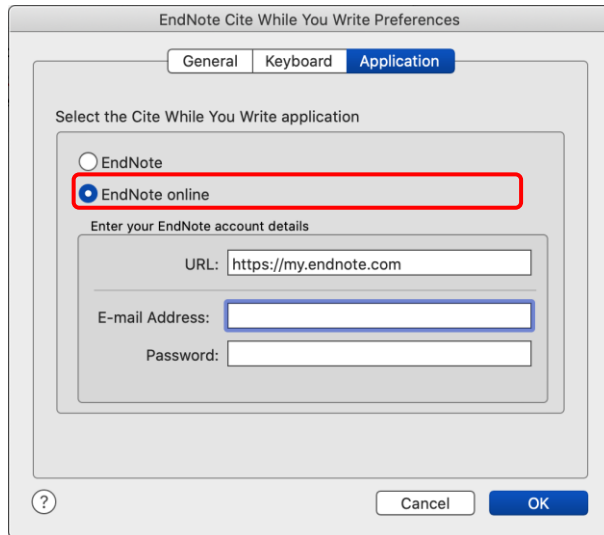 EndNote Cite While You Write Preferences
General Keyboard Application
Select the Cite While You Write application
EndNote
EndNote online
Enter your EndNote account details
URL: https://my.endnote.com
E-mail Address:
Password:
? Cancel OK